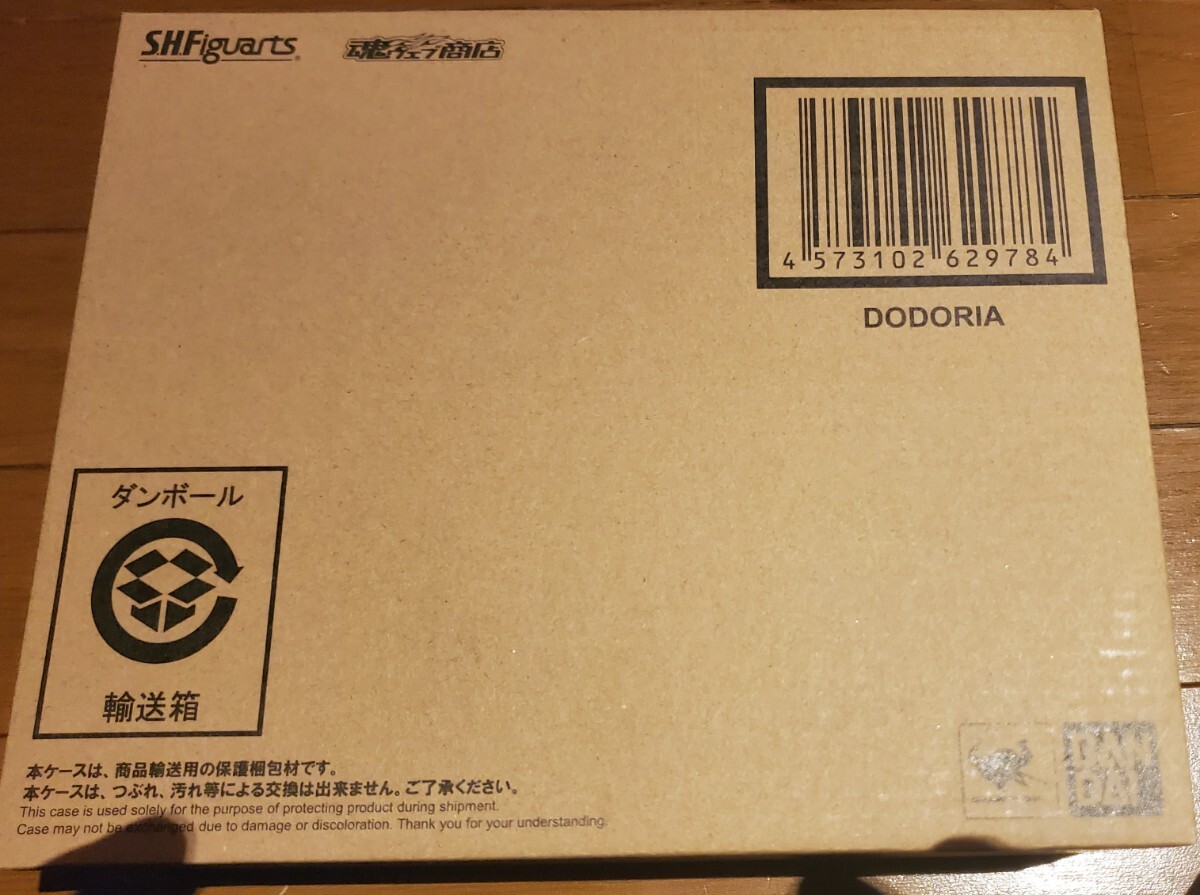 S.H.Figuarts
魂ウェブ商店
4 573102 629784
DODORIA
ダンボール
輸送箱
本ケースは、商品輸送用の保護梱包材です。
本ケースは、つぶれ、汚れ等による交換は出来ません。ご了承ください。
This case is used solely for the purpose of protecting product during shipment.
Case may not be exchanged due to damage or discoloration. Thank you for your understanding.
BAN
DAI